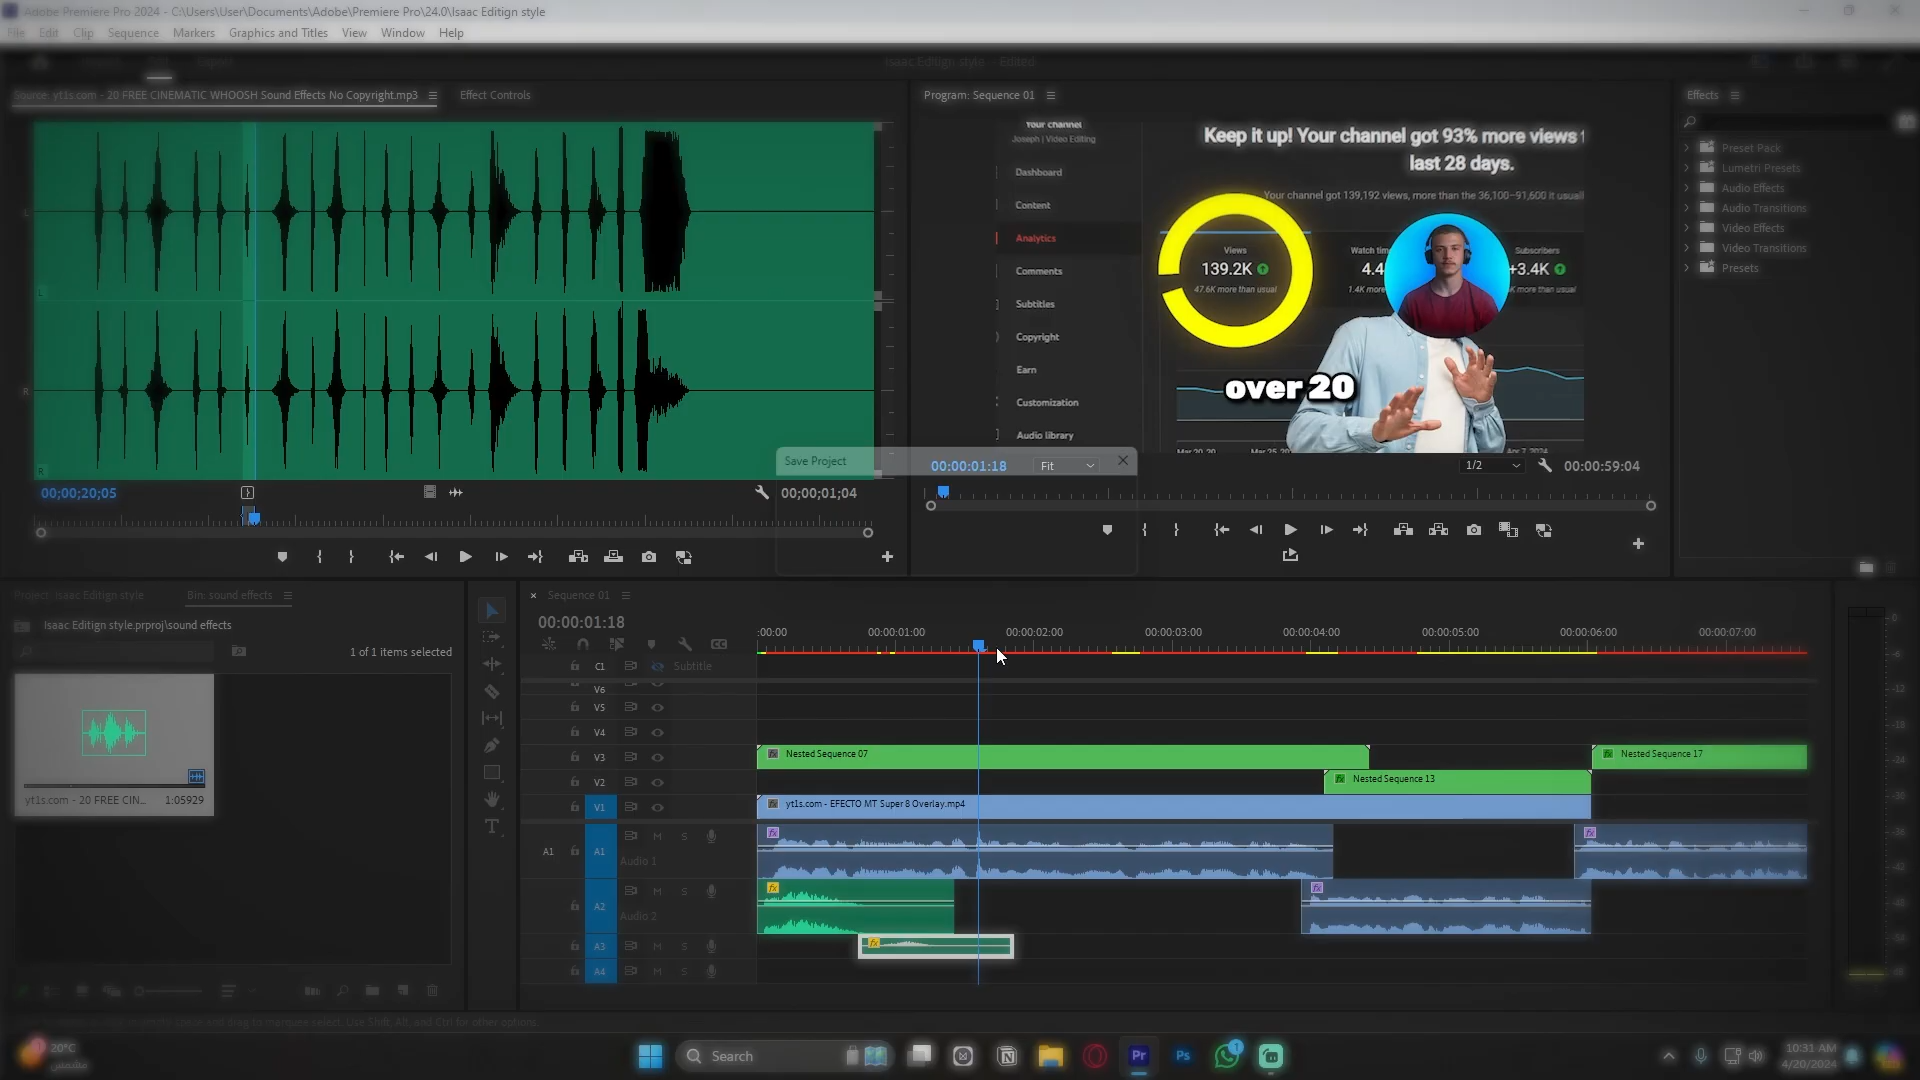 Adobe Premiere Pro 2024 - C:\Users\User\Documents\Adobe\Premiere Pro\24.0\Isaac Editign style
File Edit Clip Sequence Markers Graphics and Titles View Window Help
Isaac Editign style - Edited
Source: yt1s.com - 20 FREE CINEMATIC WHOOSH Sound Effects No Copyright.mp3
Effect Controls
L
L
R
R
00;00;20;05
00;00;01;04
Program: Sequence 01
Your channel
Joseph | Video Editing
Dashboard
Content
Analytics
Comments
Subtitles
Copyright
Earn
Customization
Audio library
Keep it up! Your channel got 93% more views
last 28 days.
Your channel got 139,192 views, more than the 36,100–91,600 it usual
Views
139.2K
47.6K more than usual
Watch tim
4.4
1.4K more
Subscribers
+3.4K
K more than usual
over 20
Save Project
00:00:01:18
Fit
1/2
00:00:59:04
Effects
Preset Pack
Lumetri Presets
Audio Effects
Audio Transitions
Video Effects
Video Transitions
Presets
Project: Isaac Editign style
Bin: sound effects
Isaac Editign style.prproj\sound effects
1 of 1 items selected
yt1s.com - 20 FREE CIN...
1:05929
Sequence 01
00:00:01:18
:00:00
00:00:01:00
00:00:02:00
00:00:03:00
00:00:04:00
00:00:05:00
00:00:06:00
00:00:07:00
C1 Subtitle
V6
V5
V4
V3 fx Nested Sequence 07 fx Nested Sequence 17
V2 fx Nested Sequence 13
V1 fx yt1s.com - EFECTO MT Super 8 Overlay.mp4
A1 A1 M S Audio 1
A2 M S Audio 2
A3 M S
A4 M S
20°C
مشمس
Search
Pr
Ps
1
10:31 AM
4/20/2024